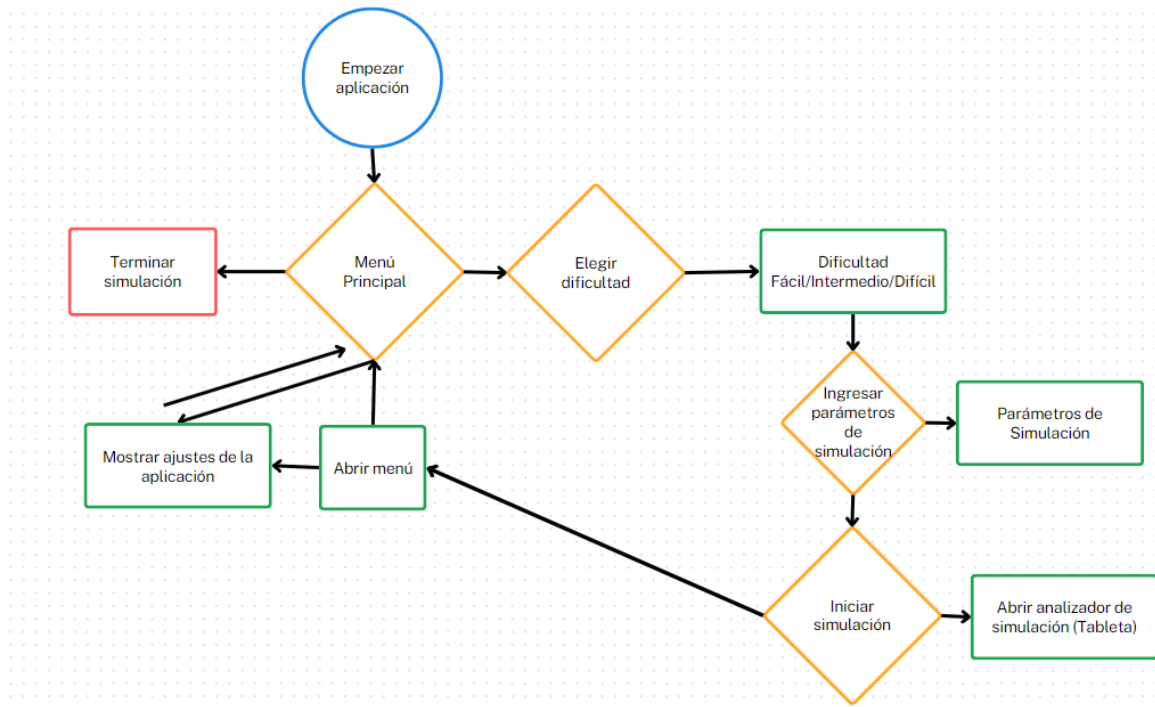 Empezar
aplicación
Terminar
simulación
Menú
Principal
Elegir
dificultad
Dificultad
Fácil/Intermedio/Difícil
Ingresar
parámetros
de
simulación
Parámetros de
Simulación
Mostrar ajustes de la
aplicación
Abrir menú
Iniciar
simulación
Abrir analizador de
simulación (Tableta)